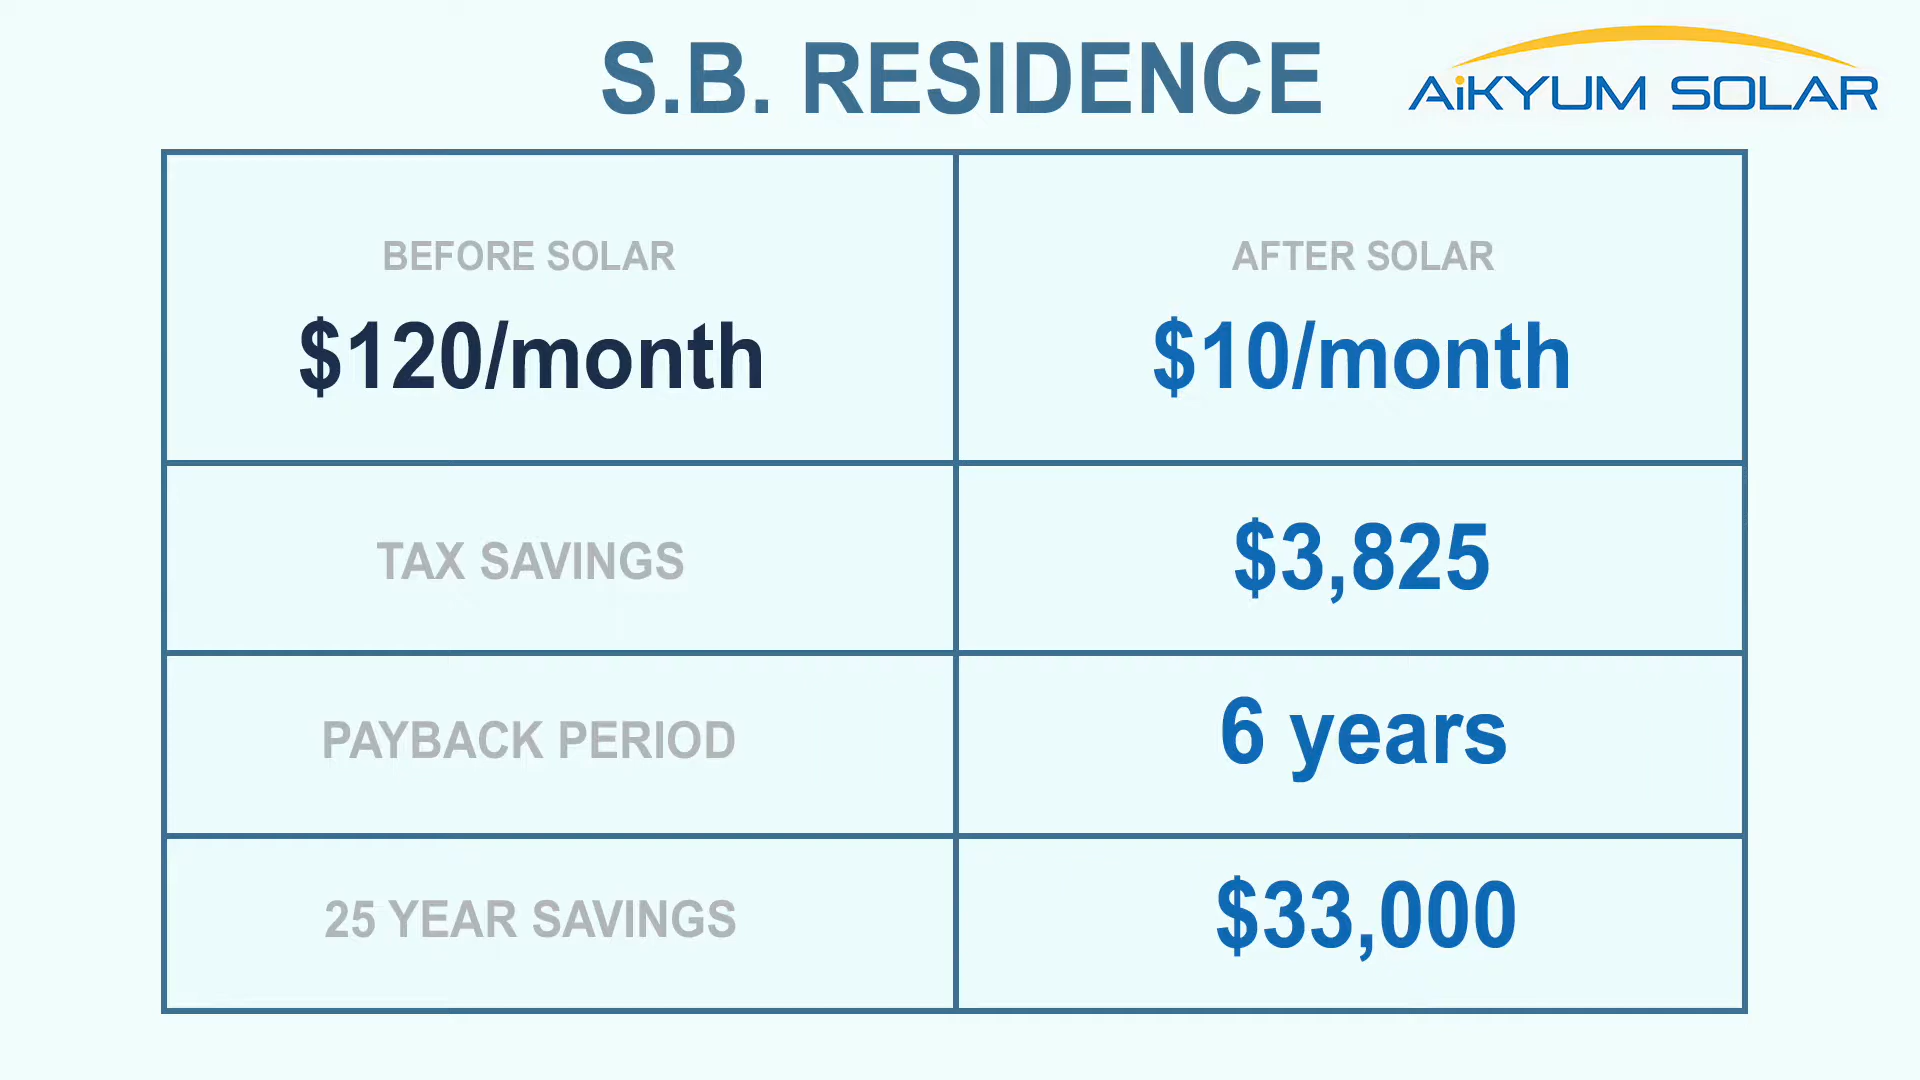 S.B. RESIDENCE
AiKYUM SOLAR
BEFORE SOLAR
$120/month
AFTER SOLAR
$10/month
TAX SAVINGS
$3,825
PAYBACK PERIOD
6 years
25 YEAR SAVINGS
$33,000